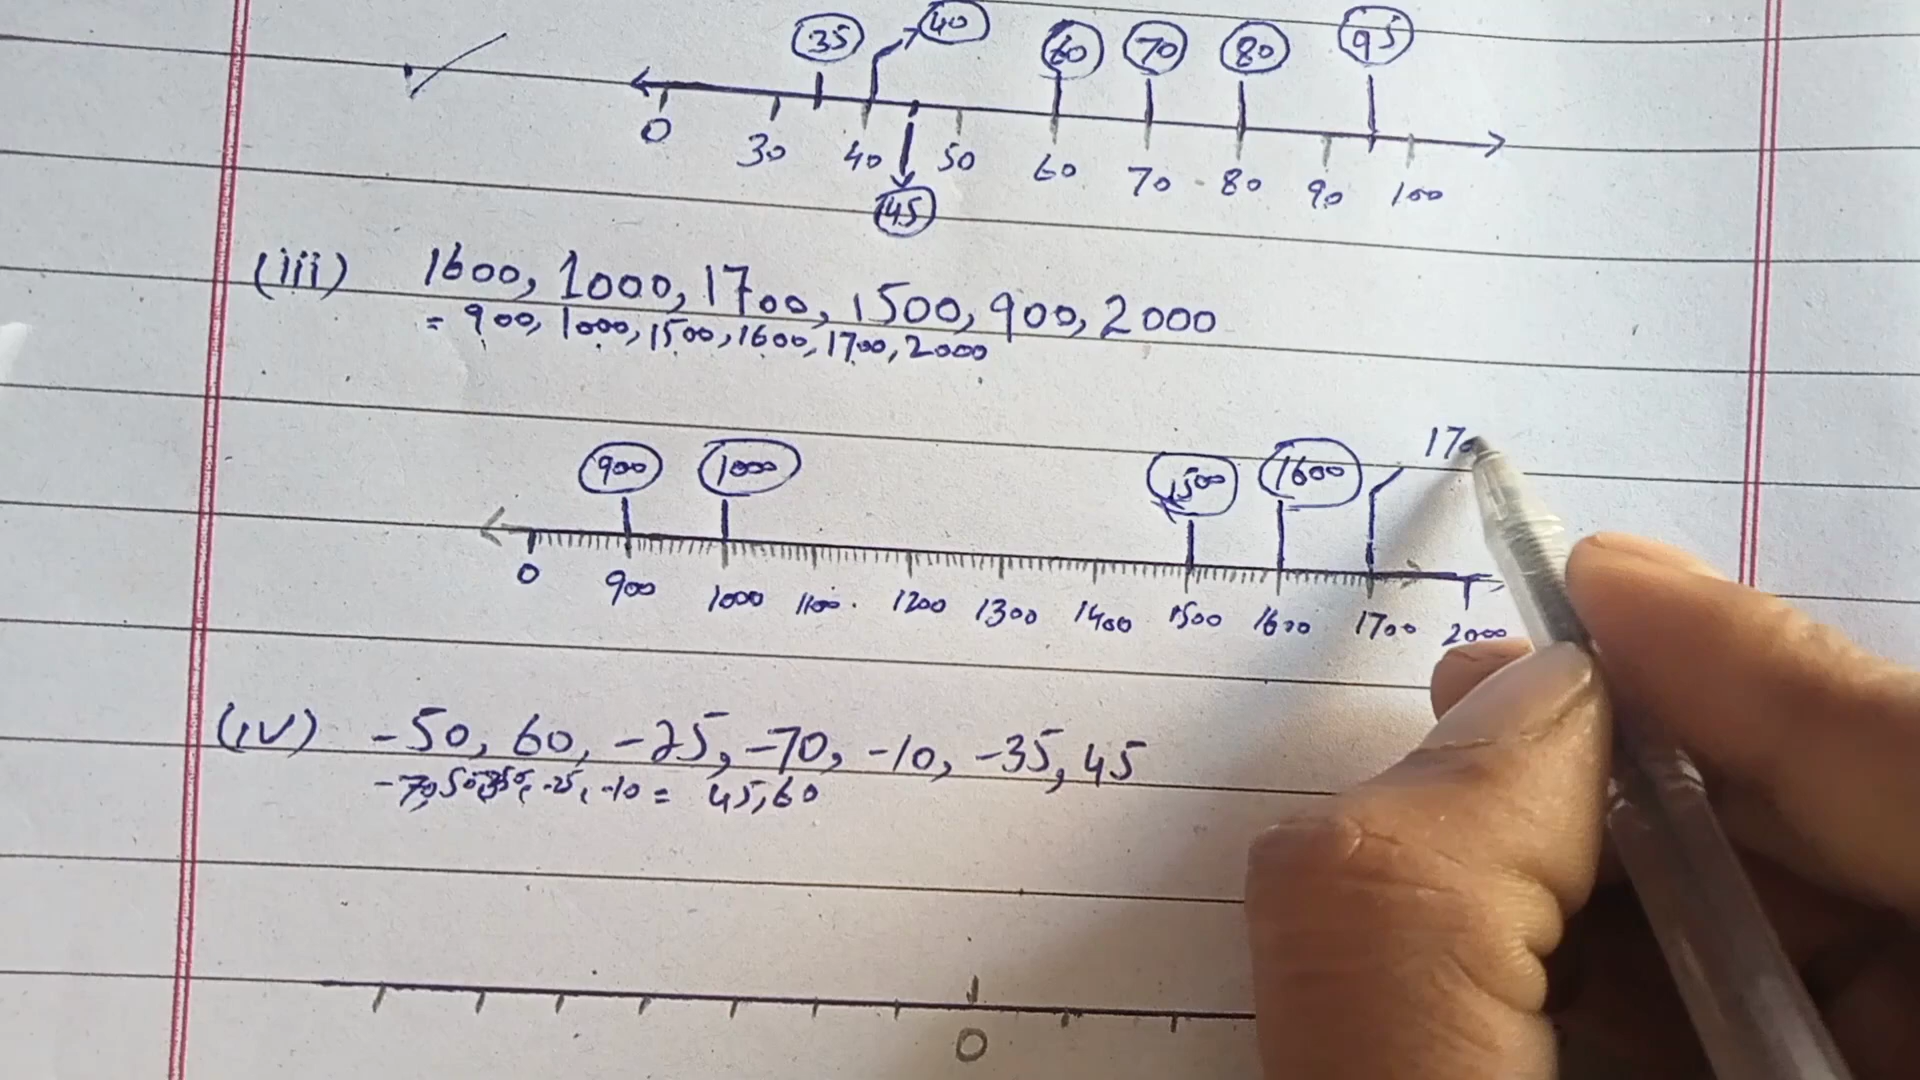 35 40 60 70 80 95
0 30 40 50 60 70 80 90 100
45
(iii) 1600, 1000, 1700, 1500, 900, 2000
= 900, 1000, 1500, 1600, 1700, 2000
900 1000 1500 1600 170
0 900 1000 1100 1200 1300 1400 1500 1600 1700 2000
(iv) -50, 60, -25, -70, -10, -35, 45
-70, -25, -10 = 45, 60
0